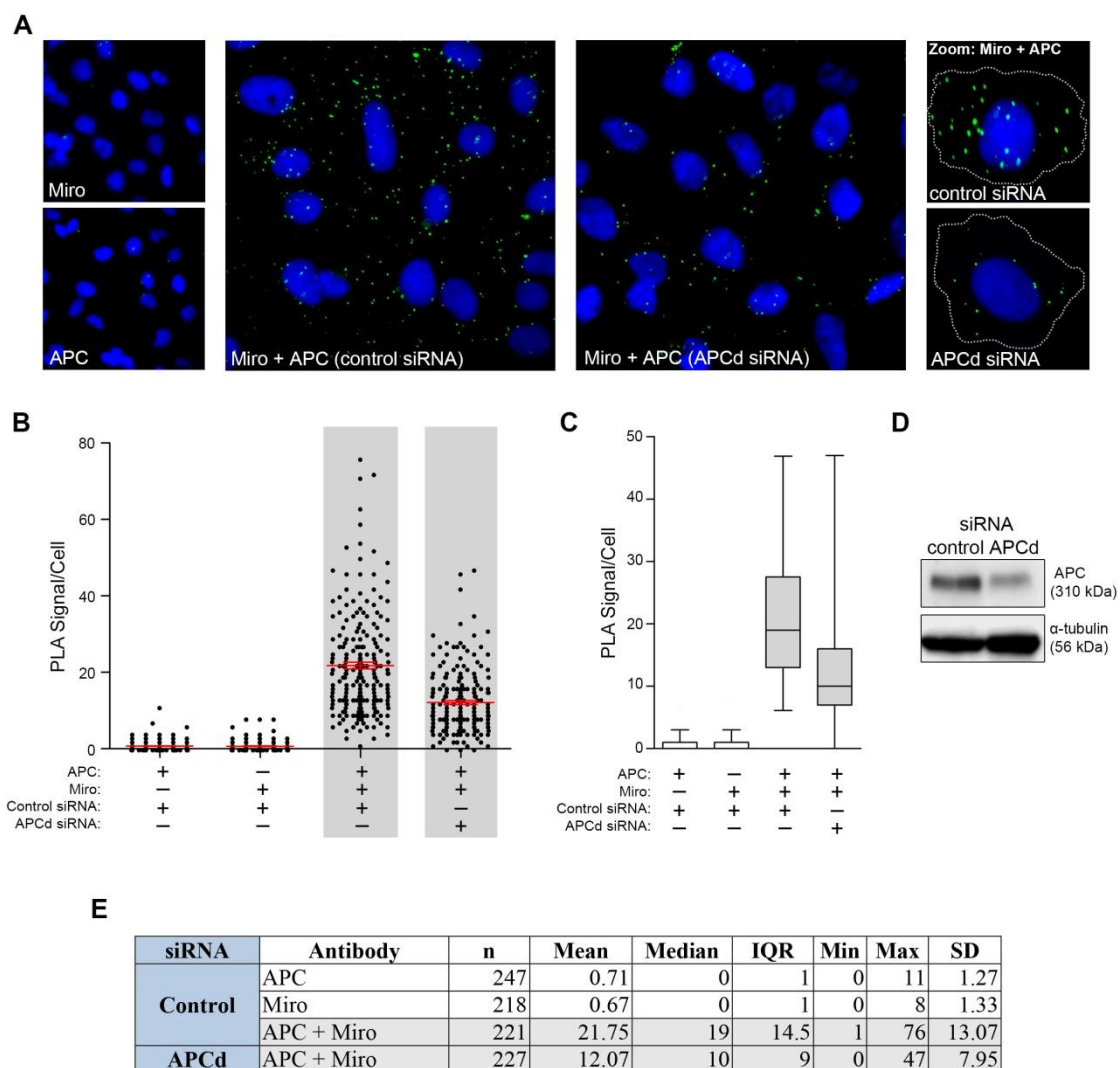 A
Miro
APC
Miro + APC (control siRNA)
Miro + APC (APCd siRNA)
Zoom: Miro + APC
control siRNA
APCd siRNA
B
80
60
40
20
0
PLA Signal/Cell
APC: + − + +
Miro: − + + +
Control siRNA: + + + −
APCd siRNA: − − − +
C
50
40
30
20
10
0
PLA Signal/Cell
APC: + − + +
Miro: − + + +
Control siRNA: + + + −
APCd siRNA: − − − +
D
siRNA
control APCd
APC
(310 kDa)
α-tubulin
(56 kDa)
E
siRNA Antibody n Mean Median IQR Min Max SD
Control
APC 247 0.71 0 1 0 11 1.27
Miro 218 0.67 0 1 0 8 1.33
APC + Miro 221 21.75 19 14.5 1 76 13.07
APCd APC + Miro 227 12.07 10 9 0 47 7.95